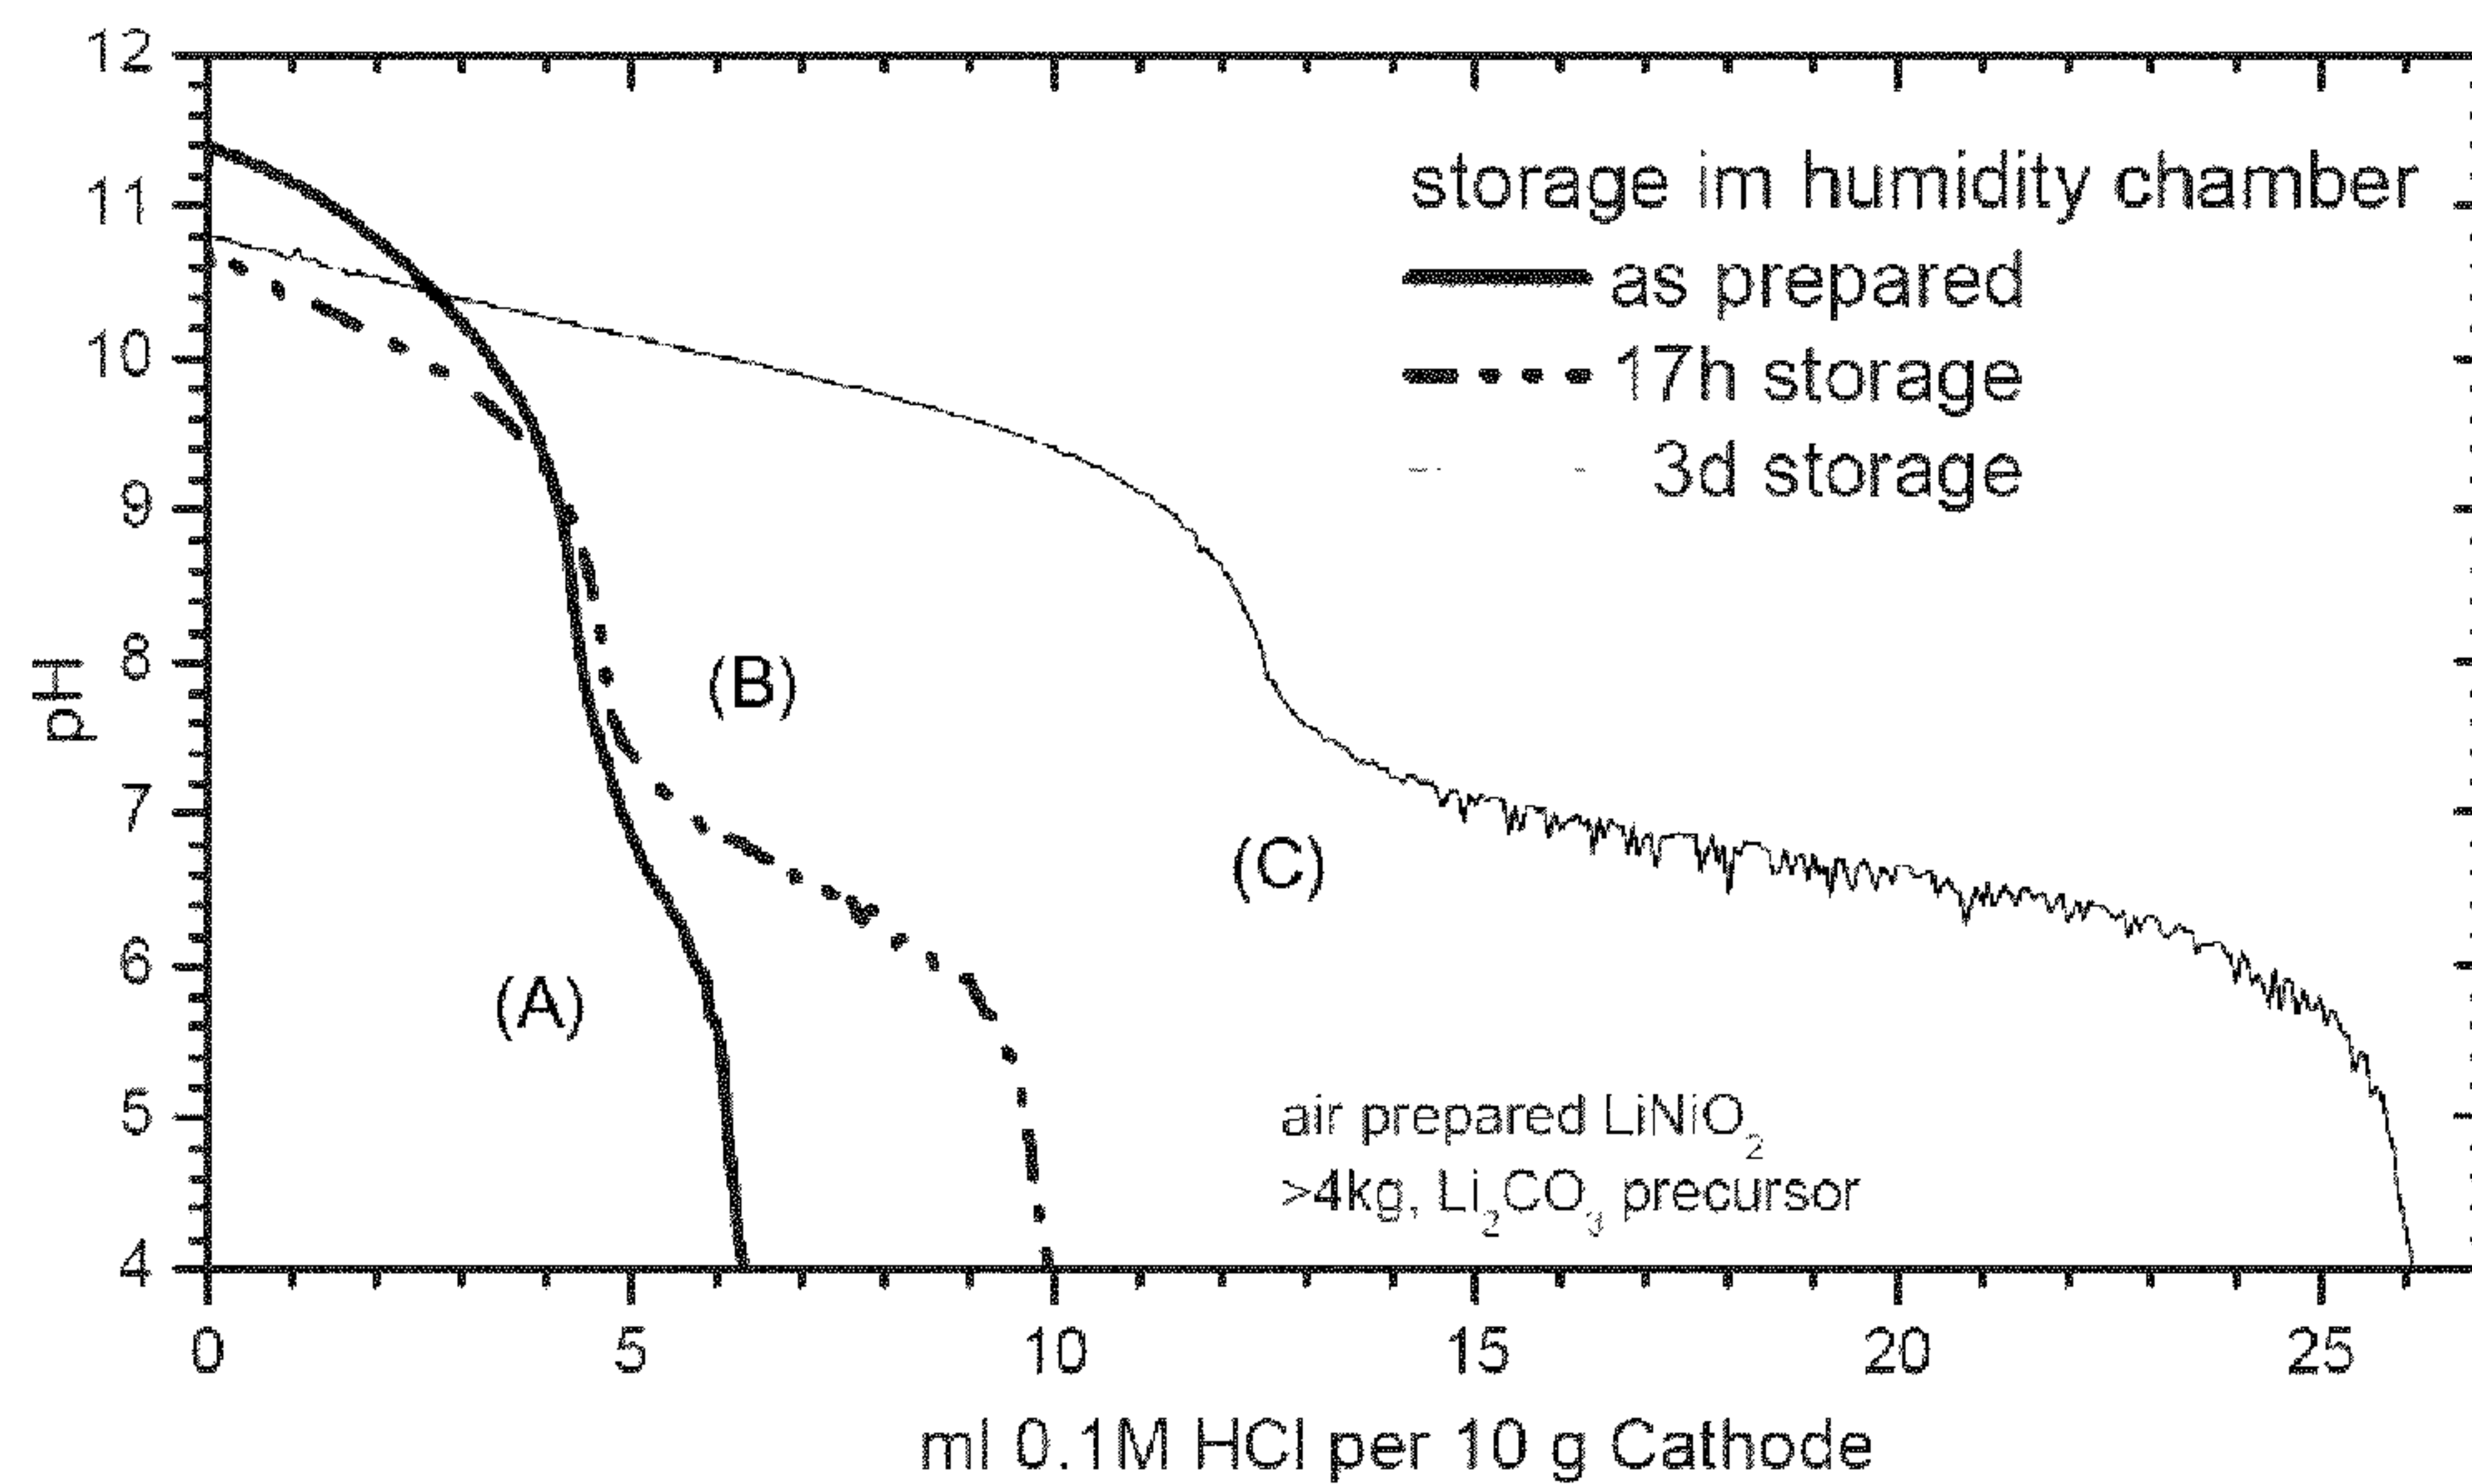 12
11
10
9
8
7
6
5
4
pH
storage im humidity chamber
as prepared
17h storage
3d storage
(B)
(C)
(A)
air prepared LiNiO₂
>4kg, Li₂CO₃ precursor
0 5 10 15 20 25
ml 0.1M HCl per 10 g Cathode